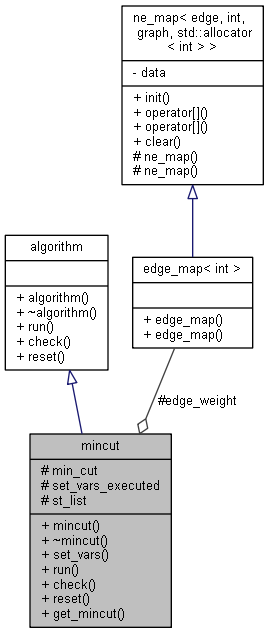 ne_map< edge, int,
graph, std::allocator
< int > >
- data
+ init()
+ operator[]()
+ operator[]()
+ clear()
# ne_map()
# ne_map()
algorithm
+ algorithm()
+ ~algorithm()
+ run()
+ check()
+ reset()
edge_map< int >
+ edge_map()
+ edge_map()
#edge_weight
mincut
# min_cut
# set_vars_executed
# st_list
+ mincut()
+ ~mincut()
+ set_vars()
+ run()
+ check()
+ reset()
+ get_mincut()